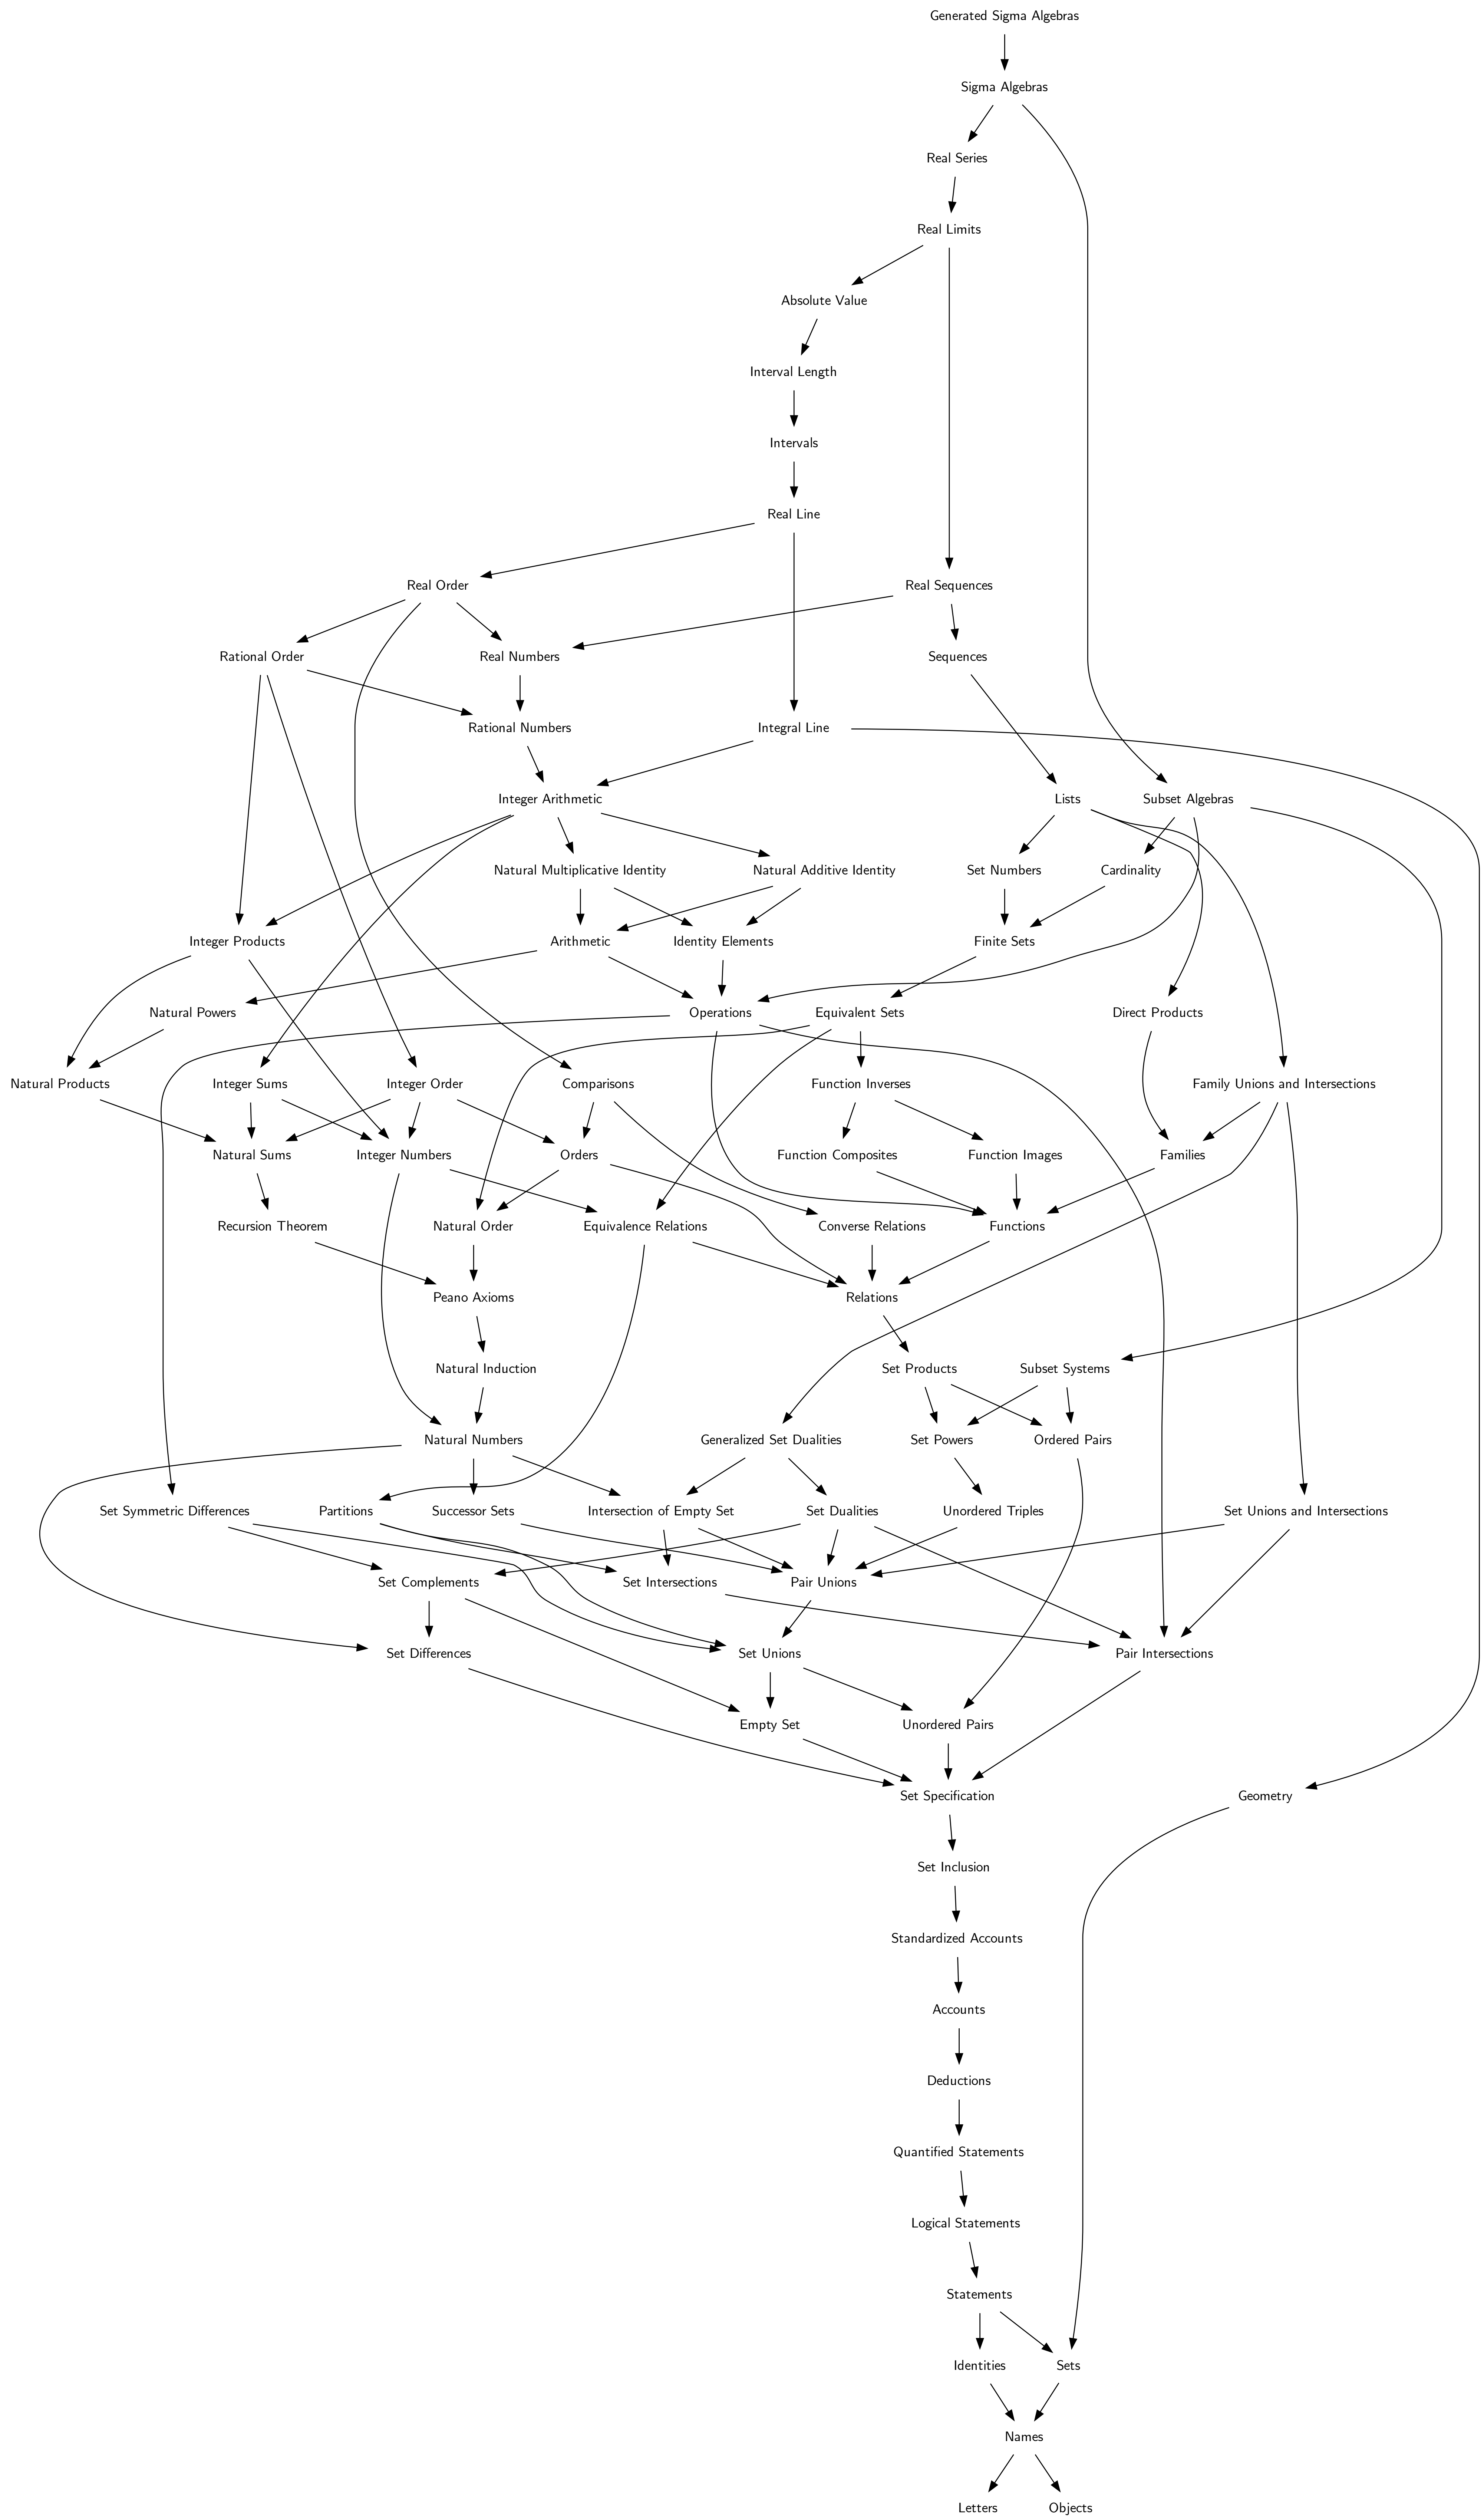 Generated Sigma Algebras
Sigma Algebras
Real Series
Real Limits
Absolute Value
Interval Length
Intervals
Real Line
Real Order
Real Sequences
Rational Order
Real Numbers
Sequences
Rational Numbers
Integral Line
Integer Arithmetic
Lists
Subset Algebras
Natural Multiplicative Identity
Natural Additive Identity
Set Numbers
Cardinality
Integer Products
Arithmetic
Identity Elements
Finite Sets
Natural Powers
Operations
Equivalent Sets
Direct Products
Natural Products
Integer Sums
Integer Order
Comparisons
Function Inverses
Family Unions and Intersections
Natural Sums
Integer Numbers
Orders
Function Composites
Function Images
Families
Recursion Theorem
Natural Order
Equivalence Relations
Converse Relations
Functions
Peano Axioms
Relations
Natural Induction
Set Products
Subset Systems
Natural Numbers
Generalized Set Dualities
Set Powers
Ordered Pairs
Set Symmetric Differences
Partitions
Successor Sets
Intersection of Empty Set
Set Dualities
Unordered Triples
Set Unions and Intersections
Set Complements
Set Intersections
Pair Unions
Set Differences
Set Unions
Pair Intersections
Empty Set
Unordered Pairs
Set Specification
Geometry
Set Inclusion
Standardized Accounts
Accounts
Deductions
Quantified Statements
Logical Statements
Statements
Identities
Sets
Names
Letters
Objects